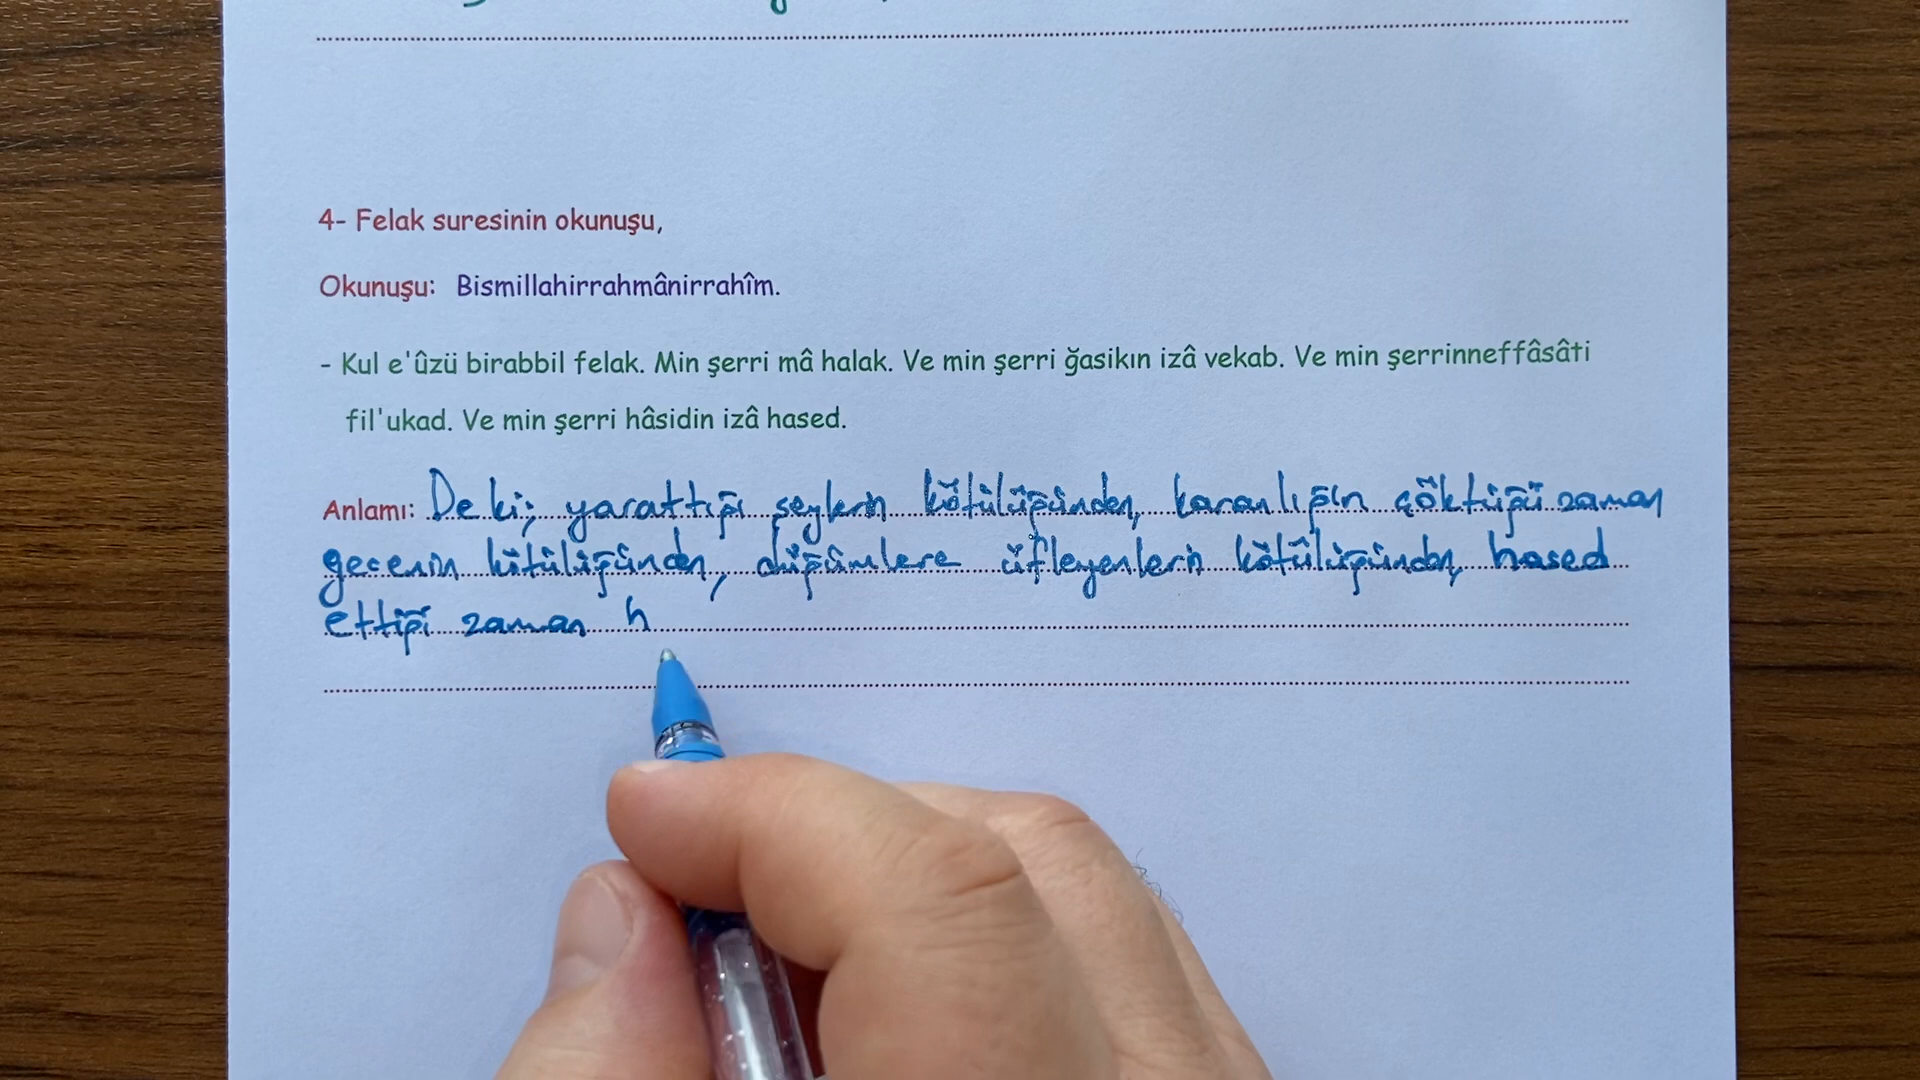 4- Felak suresinin okunuşu,
Okunuşu: Bismillahirrahmânirrahîm.
- Kul e'ûzü birabbil felak. Min şerri mâ halak. Ve min şerri ğasikın izâ vekab. Ve min şerrinneffâsâti
fil'ukad. Ve min şerri hâsidin izâ hased.
Anlamı: De ki; yarattığı şeylerin kötülüğünden, karanlığın çöktüğü zaman
gecenin kötülüğünden, düğümlere üfleyenlerin kötülüğünden, hased
ettiği zaman h